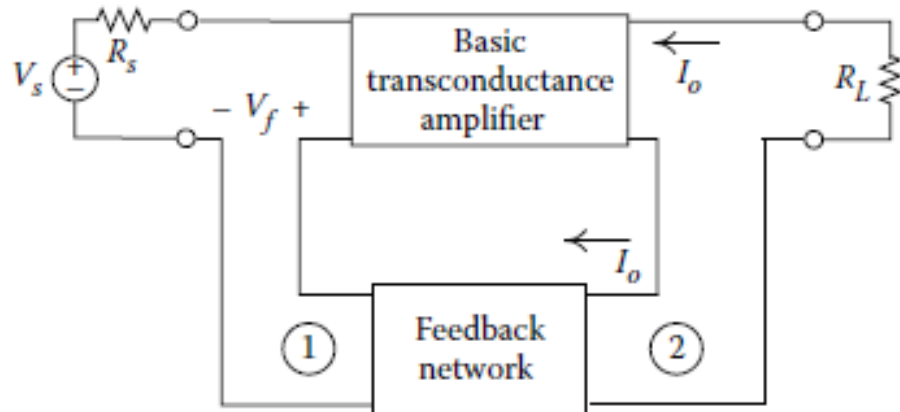 V_s
+
−
R_s
− V_f +
Basic
transconductance
amplifier
I_o
R_L
I_o
1
Feedback
network
2